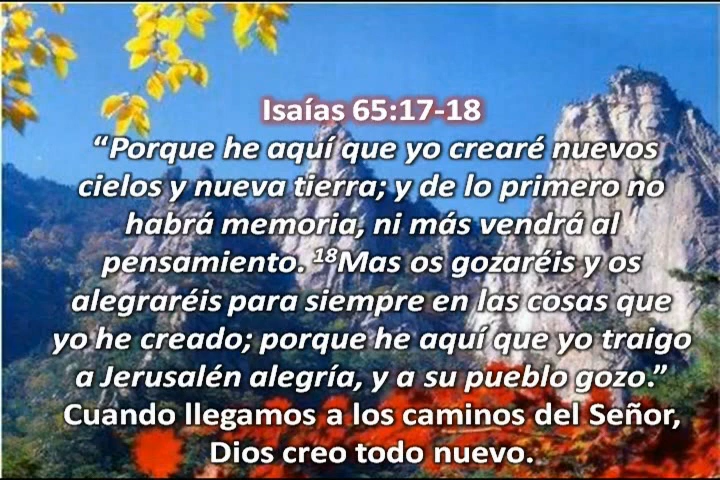 Isaías 65:17-18
“Porque he aquí que yo crearé nuevos
cielos y nueva tierra; y de lo primero no
habrá memoria, ni más vendrá al
pensamiento. ¹⁸Mas os gozaréis y os
alegraréis para siempre en las cosas que
yo he creado; porque he aquí que yo traigo
a Jerusalén alegría, y a su pueblo gozo.”
Cuando llegamos a los caminos del Señor,
Dios creo todo nuevo.